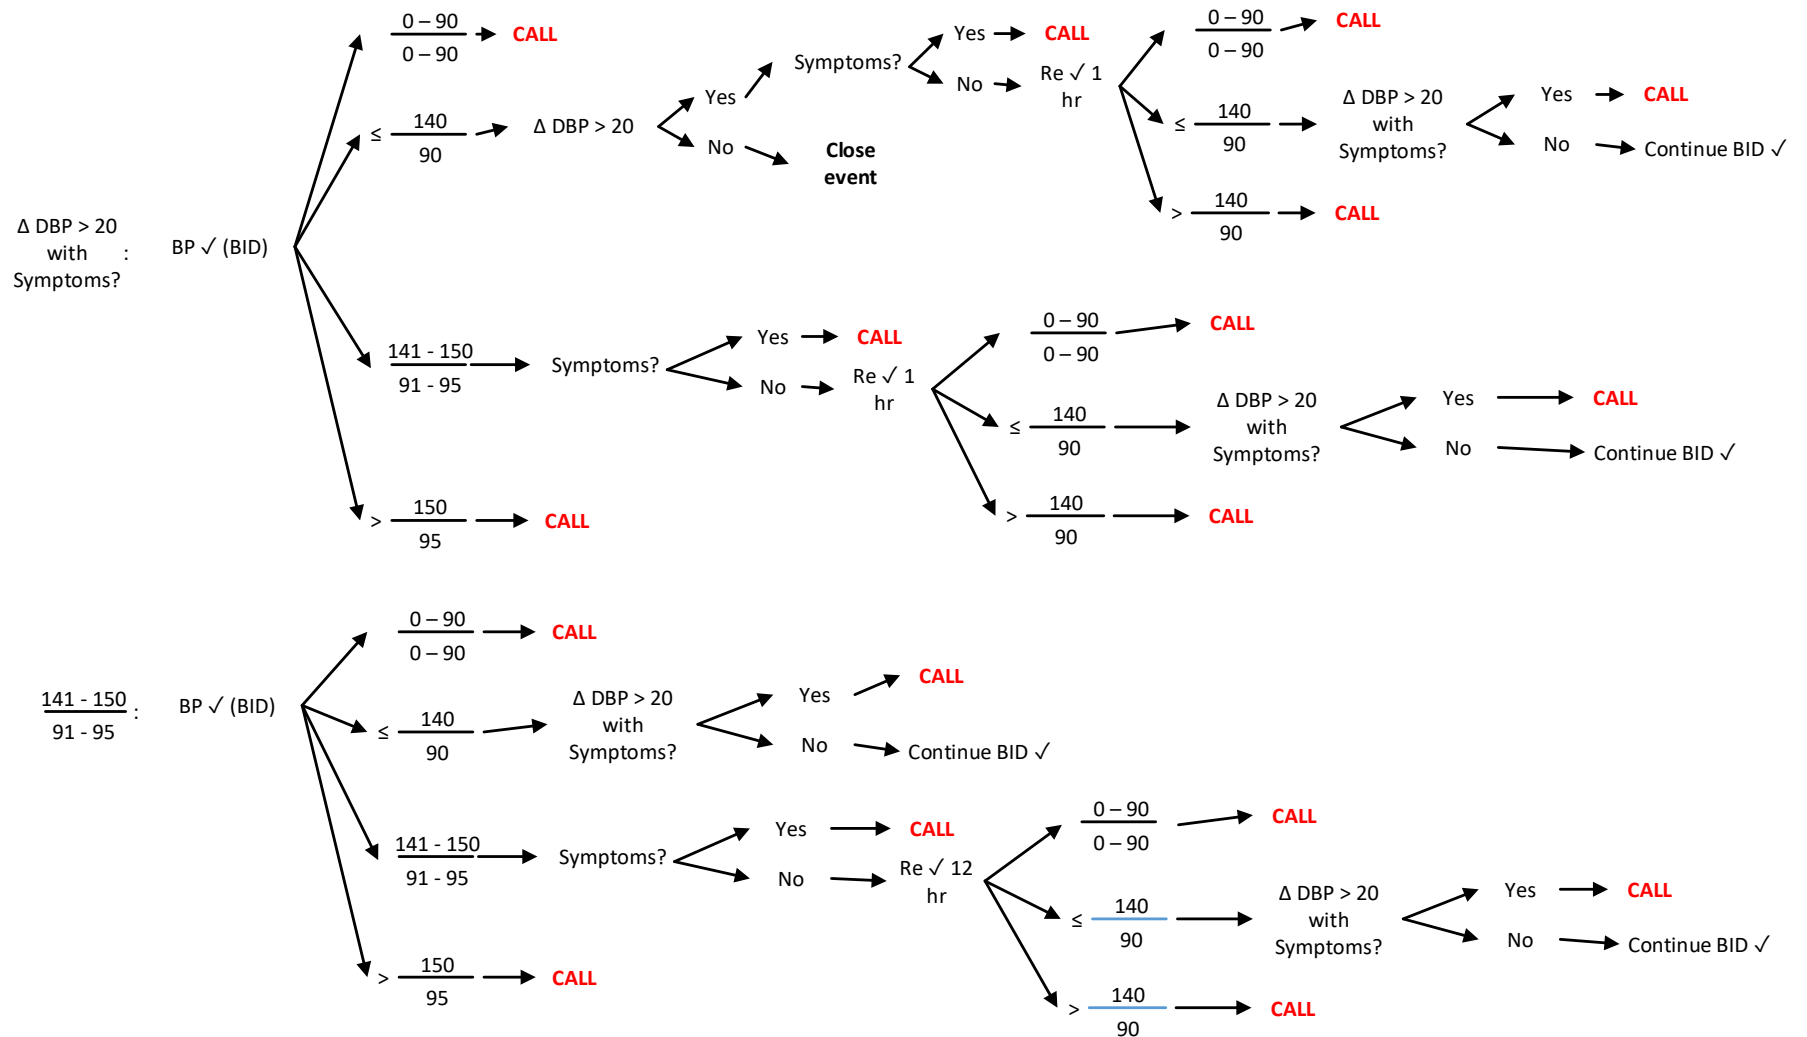 Δ DBP > 20
with :
Symptoms?
BP ✓ (BID)
0 – 90
0 – 90
CALL
≤ 140
90
Δ DBP > 20
Yes
Symptoms?
Yes
CALL
No
Re ✓ 1
hr
0 – 90
0 – 90
CALL
≤ 140
90
Δ DBP > 20
with
Symptoms?
Yes
CALL
No
Continue BID ✓
> 140
90
CALL
No
Close
event
141 - 150
91 - 95
Symptoms?
Yes
CALL
No
Re ✓ 1
hr
0 – 90
0 – 90
CALL
≤ 140
90
Δ DBP > 20
with
Symptoms?
Yes
CALL
No
Continue BID ✓
> 140
90
CALL
> 150
95
CALL
141 - 150 :
91 - 95
BP ✓ (BID)
0 – 90
0 – 90
CALL
≤ 140
90
Δ DBP > 20
with
Symptoms?
Yes
CALL
No
Continue BID ✓
141 - 150
91 - 95
Symptoms?
Yes
CALL
No
Re ✓ 12
hr
0 – 90
0 – 90
CALL
≤ 140
90
Δ DBP > 20
with
Symptoms?
Yes
CALL
No
Continue BID ✓
> 140
90
CALL
> 150
95
CALL